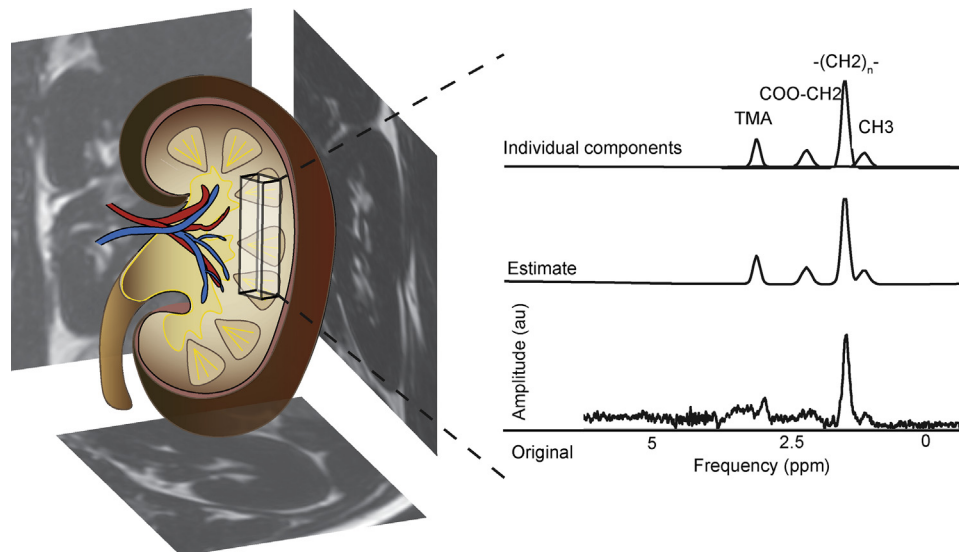 -(CH2)n-
COO-CH2
TMA
CH3
Individual components
Estimate
Amplitude (au)
Original
5 2.5 0
Frequency (ppm)